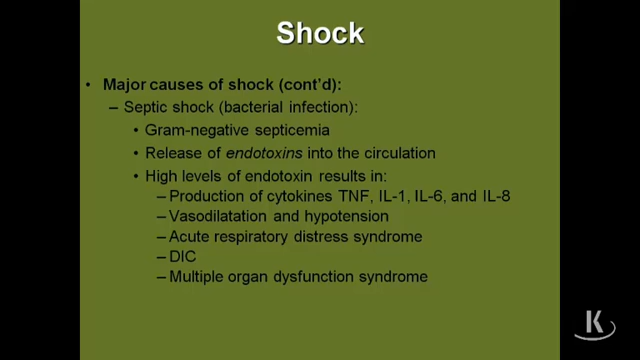 Shock
• Major causes of shock (cont'd):
– Septic shock (bacterial infection):
• Gram-negative septicemia
• Release of endotoxins into the circulation
• High levels of endotoxin results in:
– Production of cytokines TNF, IL-1, IL-6, and IL-8
– Vasodilatation and hypotension
– Acute respiratory distress syndrome
– DIC
– Multiple organ dysfunction syndrome
K